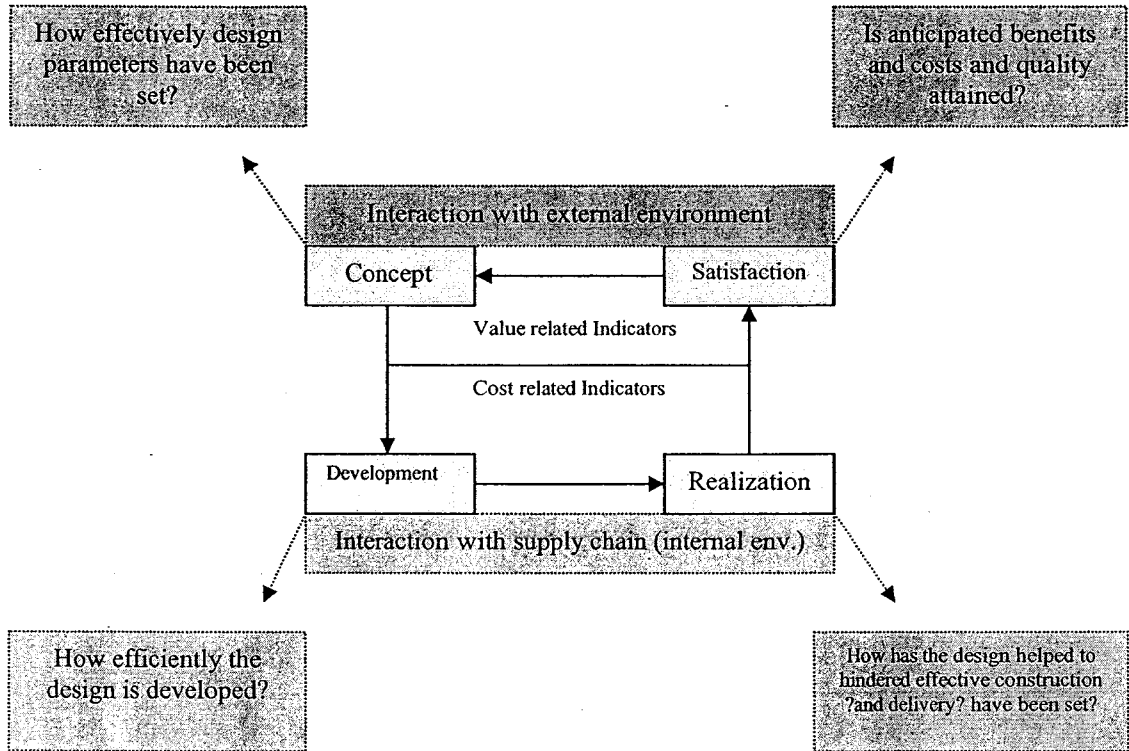 How effectively design
parameters have been
set?
Is anticipated benefits
and costs and quality
attained?
Interaction with external environment
Concept
Satisfaction
Value related Indicators
Cost related Indicators
Development
Realization
Interaction with supply chain (internal env.)
How efficiently the
design is developed?
How has the design helped to
hindered effective construction
?and delivery? have been set?